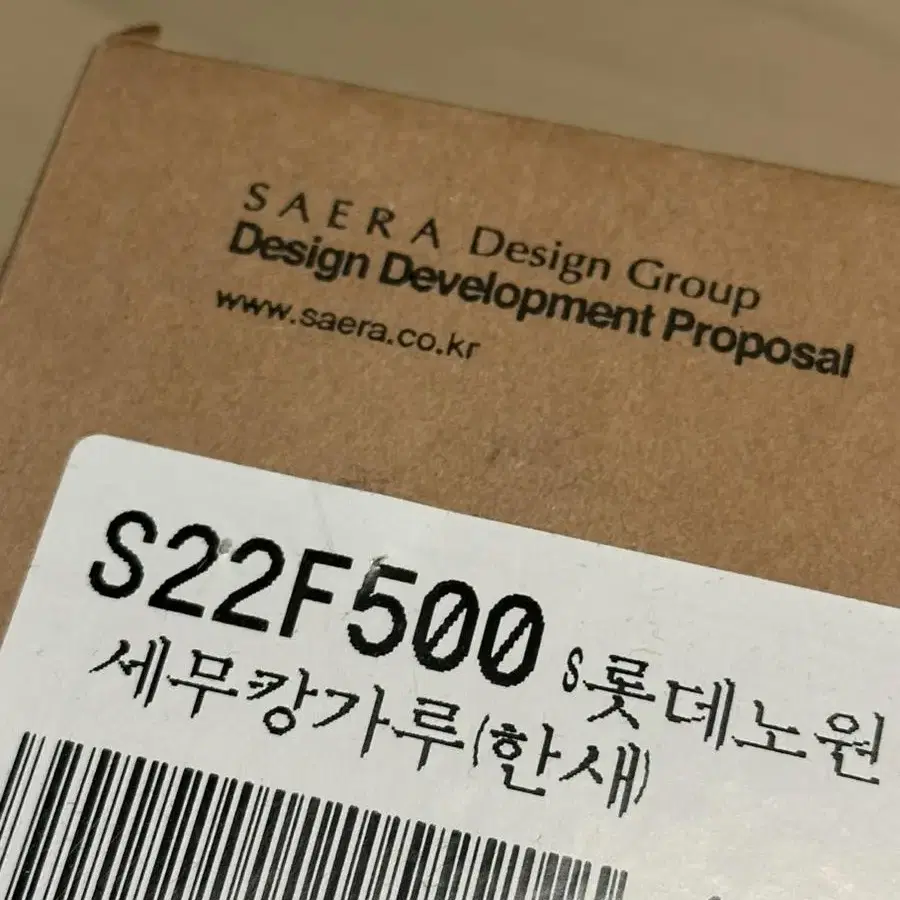 SAERA Design Group
Design Development Proposal
www.saera.co.kr
S22F500 S롯데노원
세무캉가루(한새)